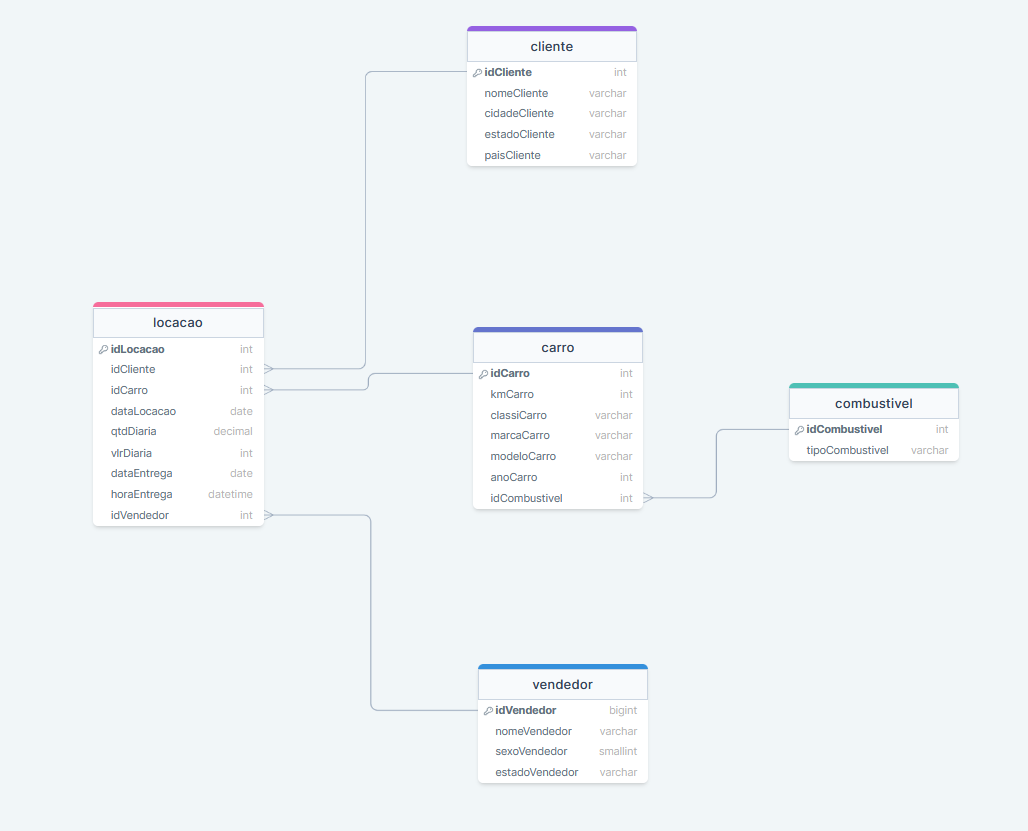 cliente
idCliente int
nomeCliente varchar
cidadeCliente varchar
estadoCliente varchar
paisCliente varchar
locacao
idLocacao int
idCliente int
idCarro int
dataLocacao date
qtdDiaria decimal
vlrDiaria int
dataEntrega date
horaEntrega datetime
idVendedor int
carro
idCarro int
kmCarro int
classiCarro varchar
marcaCarro varchar
modeloCarro varchar
anoCarro int
idCombustivel int
combustivel
idCombustivel int
tipoCombustivel varchar
vendedor
idVendedor bigint
nomeVendedor varchar
sexoVendedor smallint
estadoVendedor varchar